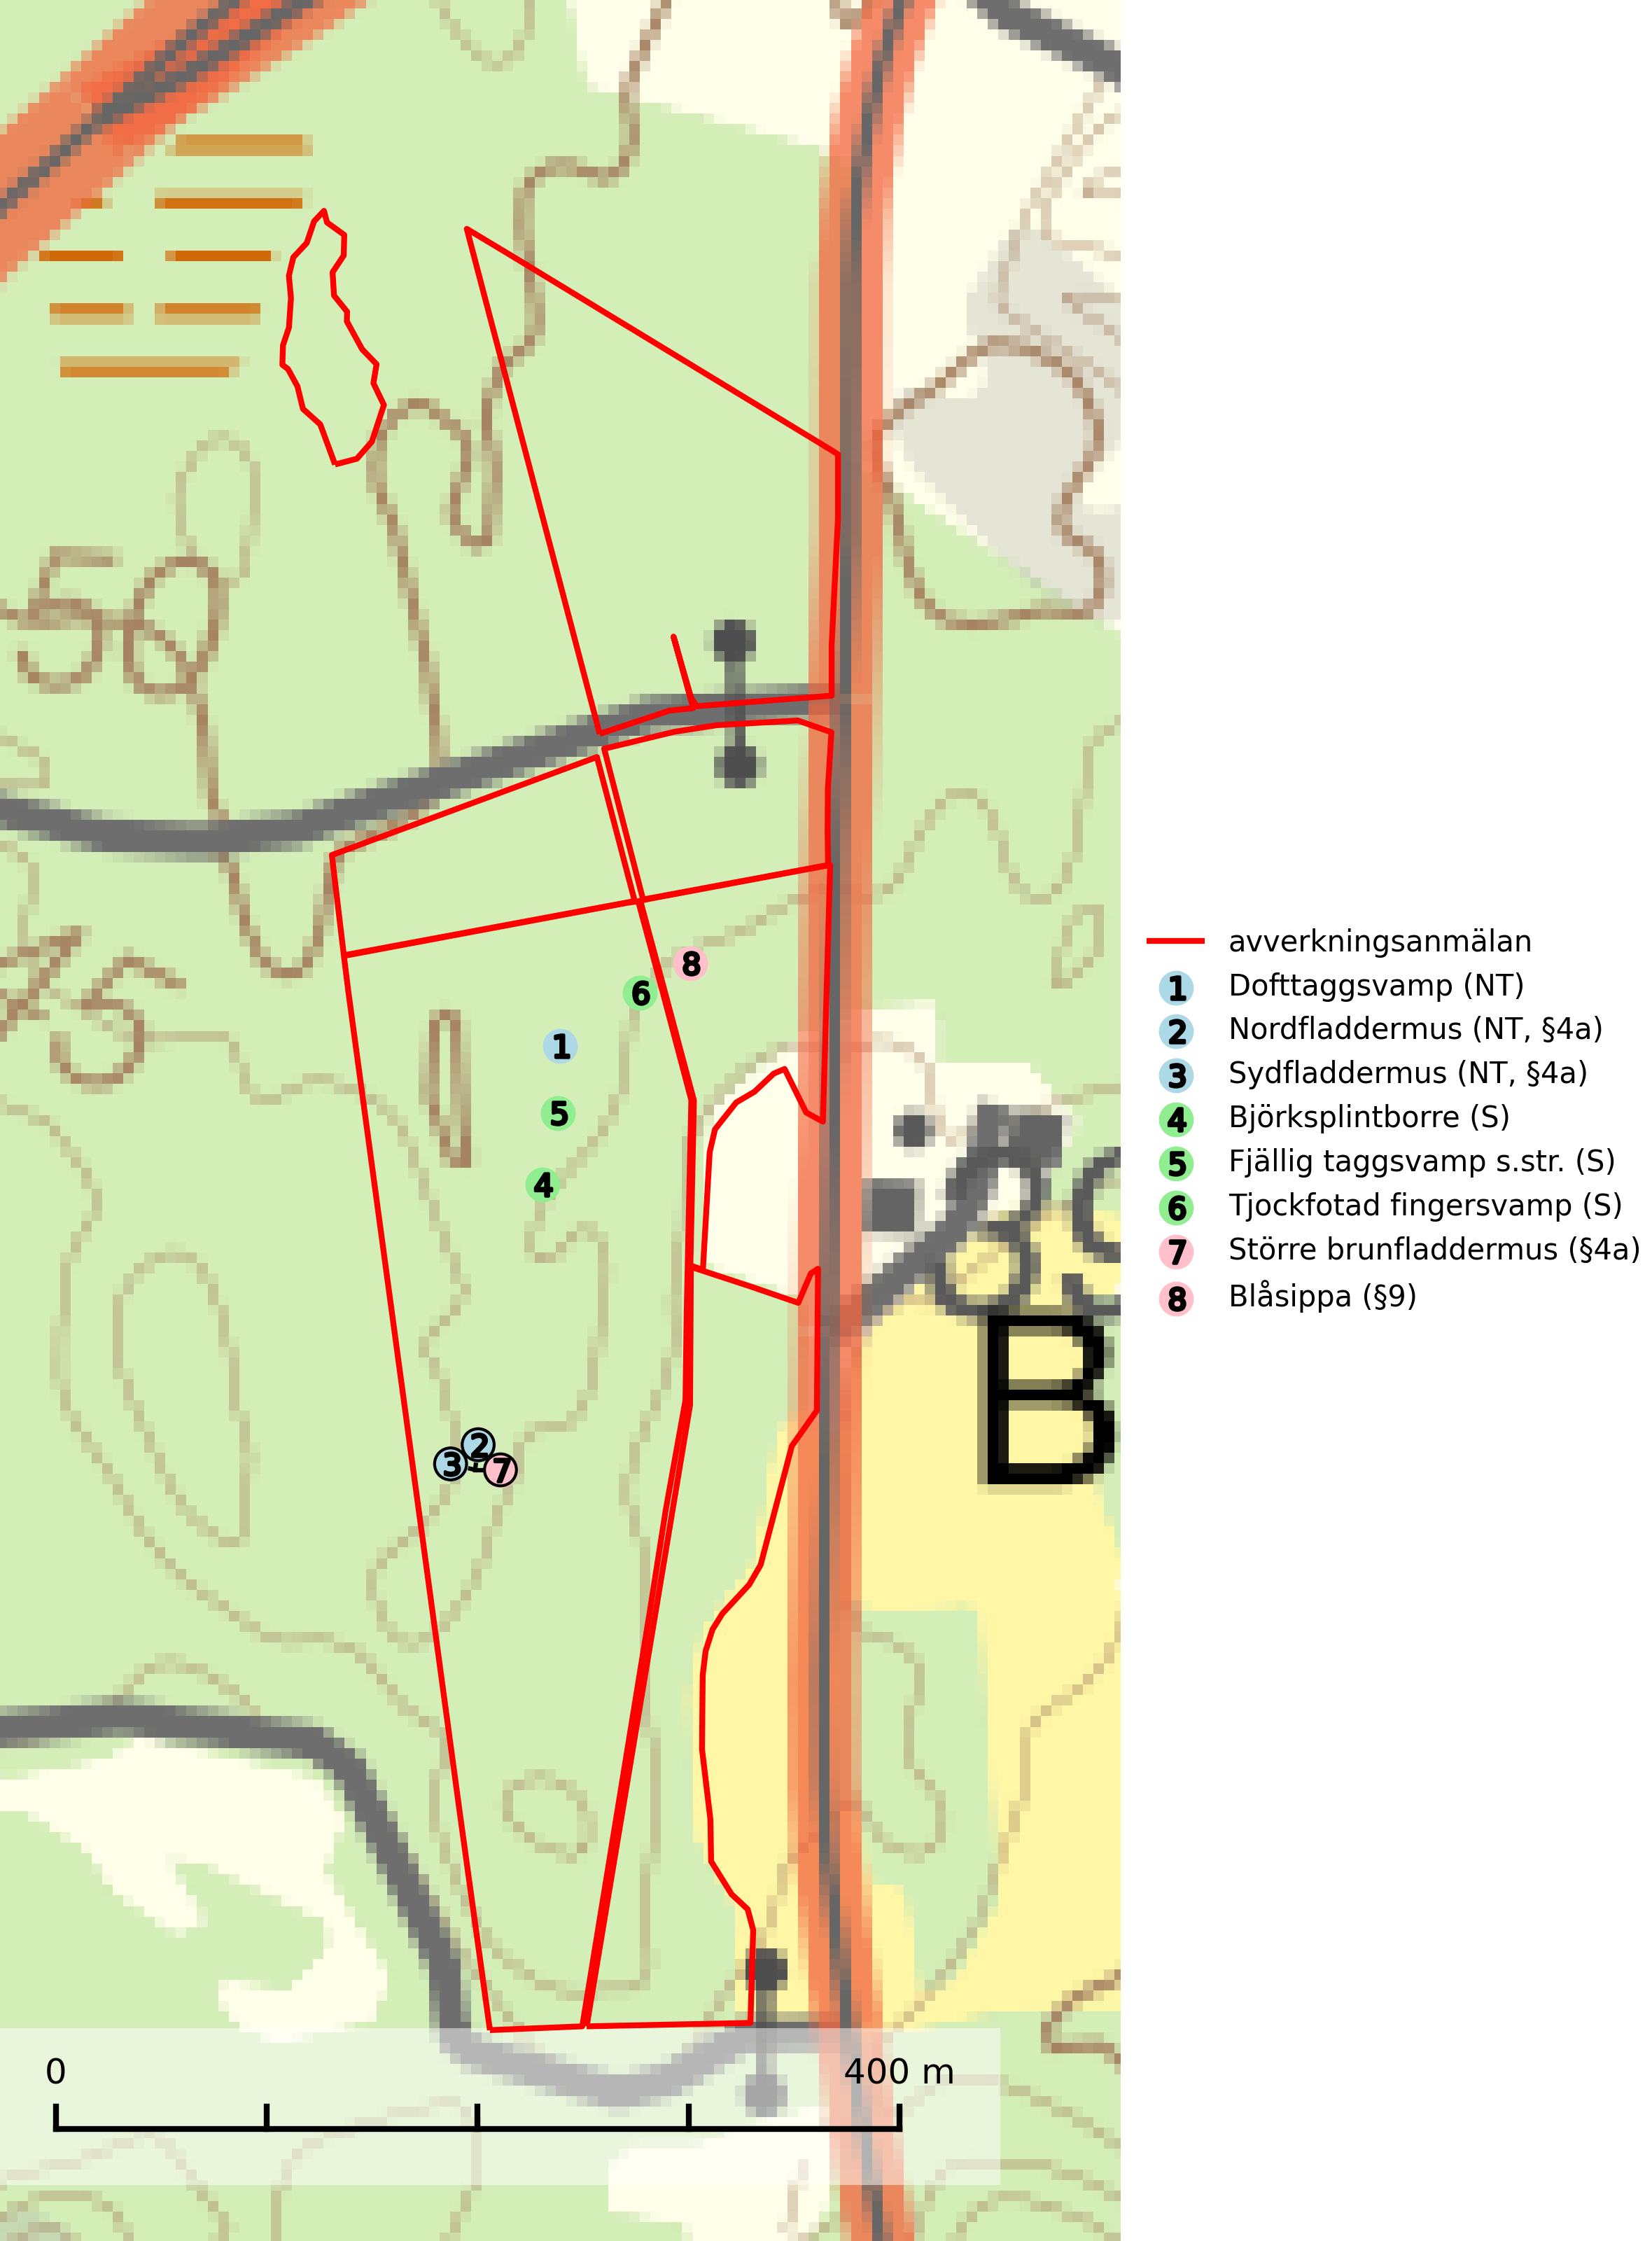 50
75
avverkningsanmälan
1 Dofttaggsvamp (NT)
2 Nordfladdermus (NT, §4a)
3 Sydfladdermus (NT, §4a)
4 Björksplintborre (S)
5 Fjällig taggsvamp s.str. (S)
6 Tjockfotad fingersvamp (S)
7 Större brunfladdermus (§4a)
8 Blåsippa (§9)
8
6
1
5
4
B
2
3
7
0
400 m